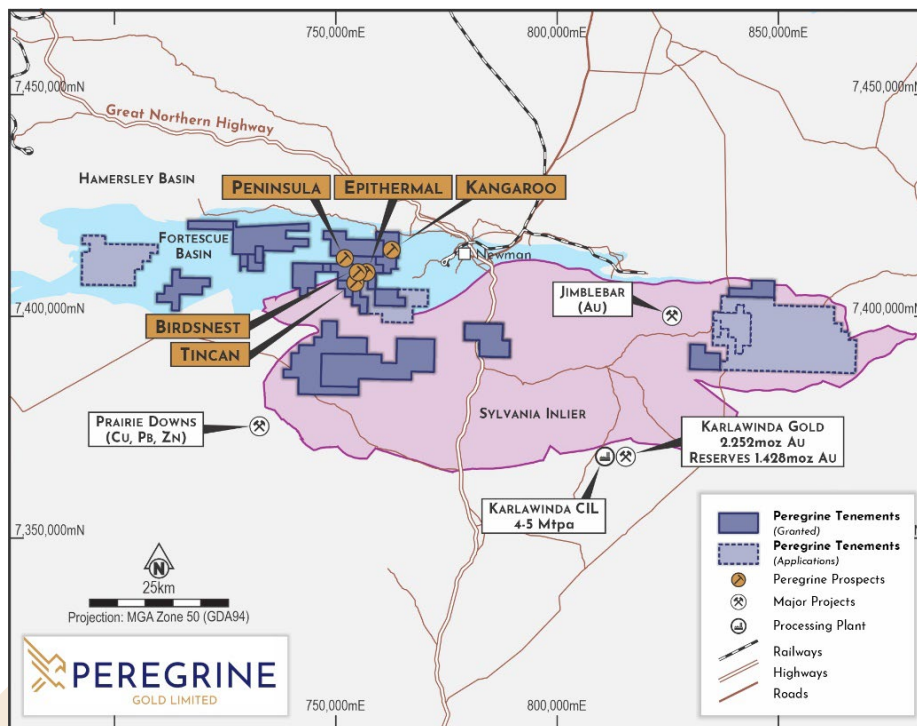 750,000mE
800,000mE
850,000mE
7,450,000mN
7,450,000mN
Great Northern Highway
Hamersley Basin
Peninsula
Epithermal
Kangaroo
Fortescue
Basin
Newman
7,400,000mN
7,400,000mN
Jimblebar
(Au)
Birdsnest
Tincan
Prairie Downs
(Cu, Pb, Zn)
Sylvania Inlier
Karlawinda Gold
2.252moz Au
Reserves 1.428moz Au
Karlawinda CIL
4-5 Mtpa
7,350,000mN
N
25km
Projection: MGA Zone 50 (GDA94)
Peregrine Tenements
(Granted)
Peregrine Tenements
(Applications)
Peregrine Prospects
Major Projects
Processing Plant
Railways
Highways
Roads
PEREGRINE
GOLD LIMITED
750,000mE
800,000mE